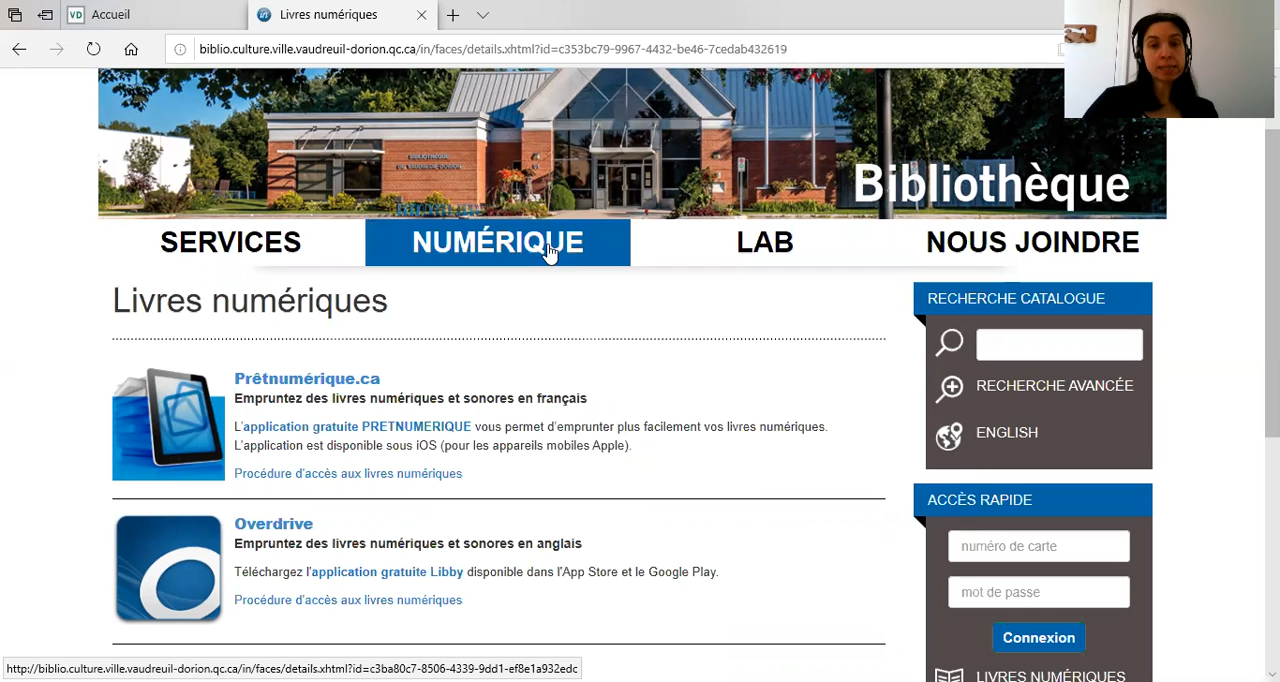 Accueil
Livres numériques
biblio.culture.ville.vaudreuil-dorion.qc.ca/in/faces/details.xhtml?id=c353bc79-9967-4432-be46-7cedab432619
Bibliothèque
SERVICES
NUMÉRIQUE
LAB
NOUS JOINDRE
Livres numériques
Prêtnumérique.ca
Empruntez des livres numériques et sonores en français
L'application gratuite PRETNUMERIQUE vous permet d'emprunter plus facilement vos livres numériques.
L'application est disponible sous iOS (pour les appareils mobiles Apple).
Procédure d'accès aux livres numériques
Overdrive
Empruntez des livres numériques et sonores en anglais
Téléchargez l'application gratuite Libby disponible dans l'App Store et le Google Play.
Procédure d'accès aux livres numériques
RECHERCHE CATALOGUE
RECHERCHE AVANCÉE
ENGLISH
ACCÈS RAPIDE
numéro de carte
mot de passe
Connexion
LIVRES NUMÉRIQUES
http://biblio.culture.ville.vaudreuil-dorion.qc.ca/in/faces/details.xhtml?id=c3ba80c7-8506-4339-9dd1-ef8e1a932edc